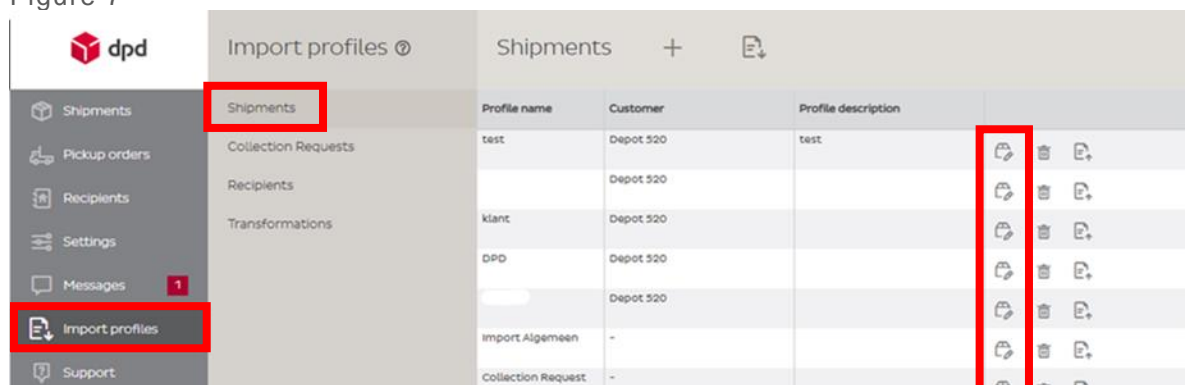 Figure 7
dpd
Import profiles
Shipments
Shipments
Pickup orders
Recipients
Settings
Messages 1
Import profiles
Support
Shipments
Collection Requests
Recipients
Transformations
Profile name Customer Profile description
test Depot 520 test
Depot 520
klant Depot 520
DPD Depot 520
Depot 520
Import Algemeen -
Collection Request -